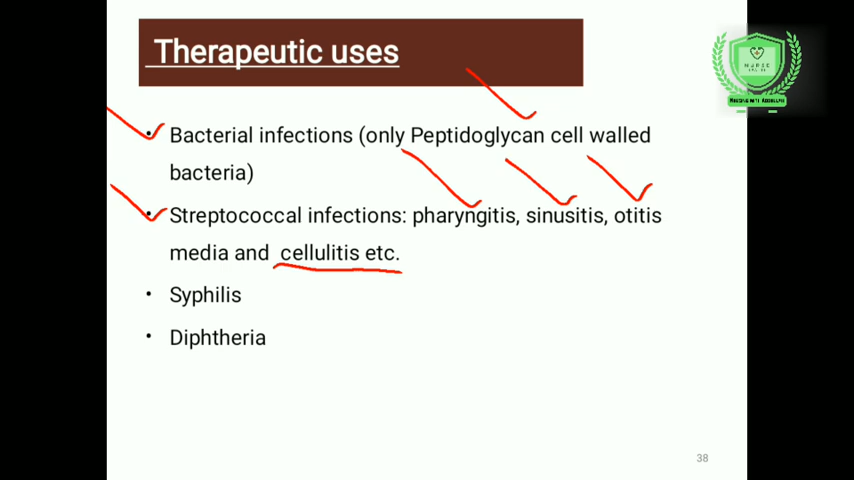 Therapeutic uses
NURSE
• Bacterial infections (only Peptidoglycan cell walled
bacteria)
• Streptococcal infections: pharyngitis, sinusitis, otitis
media and cellulitis etc.
• Syphilis
• Diphtheria
38